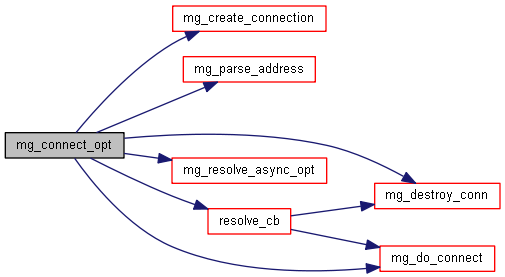 mg_create_connection
mg_parse_address
mg_connect_opt
mg_resolve_async_opt
mg_destroy_conn
resolve_cb
mg_do_connect